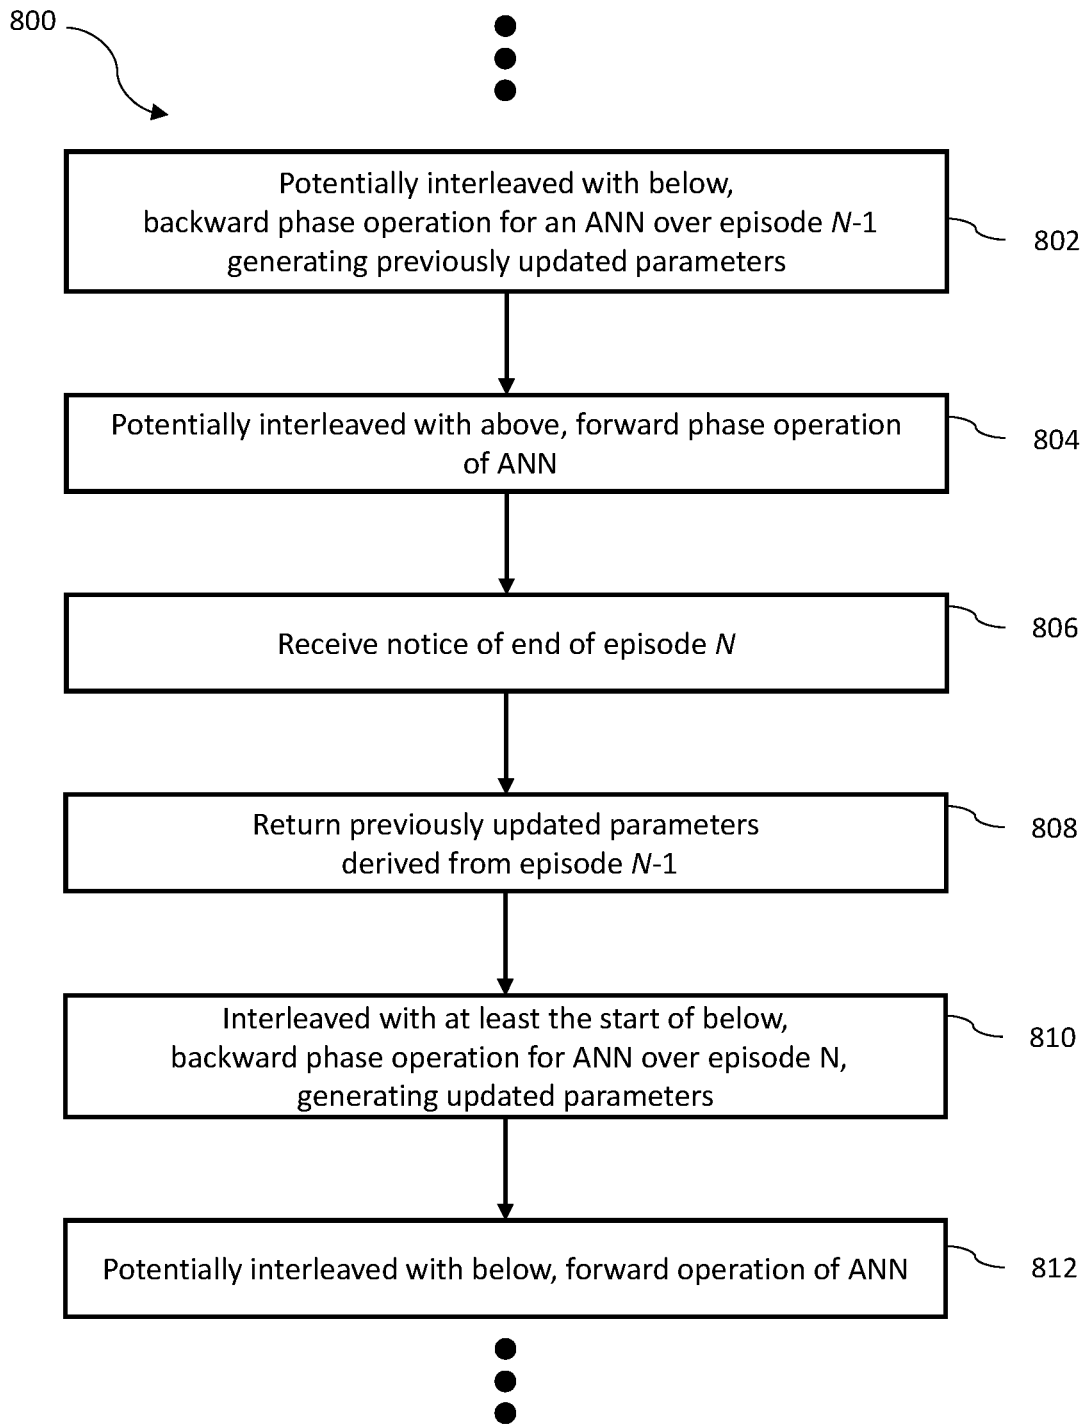 800
Potentially interleaved with below,
backward phase operation for an ANN over episode N-1
generating previously updated parameters
802
Potentially interleaved with above, forward phase operation
of ANN
804
Receive notice of end of episode N
806
Return previously updated parameters
derived from episode N-1
808
Interleaved with at least the start of below,
backward phase operation for ANN over episode N,
generating updated parameters
810
Potentially interleaved with below, forward operation of ANN
812